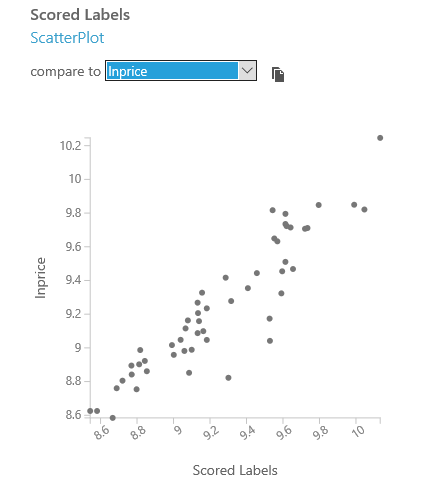 Scored Labels
ScatterPlot
compare to lnprice
10.2
10
9.8
9.6
9.4
9.2
9
8.8
8.6
lnprice
8.6 8.8 9 9.2 9.4 9.6 9.8 10
Scored Labels